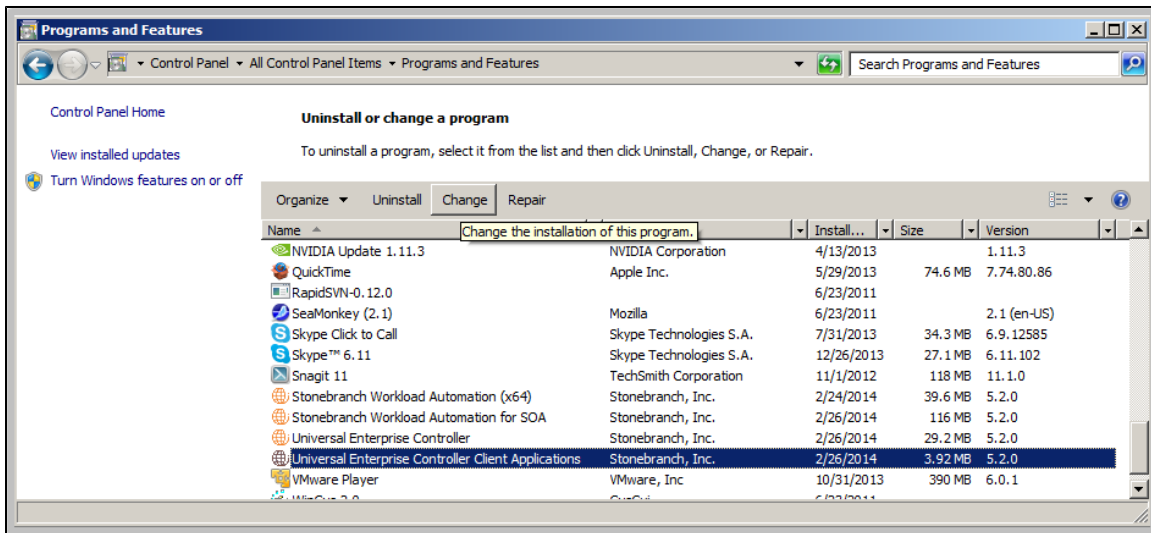 Programs and Features
Control Panel All Control Panel Items Programs and Features Search Programs and Features
Control Panel Home
View installed updates
Turn Windows features on or off
Uninstall or change a program
To uninstall a program, select it from the list and then click Uninstall, Change, or Repair.
Organize Uninstall Change Repair
Name Install... Size Version
Change the installation of this program.
NVIDIA Update 1.11.3 NVIDIA Corporation 4/13/2013 1.11.3
QuickTime Apple Inc. 5/29/2013 74.6 MB 7.74.80.86
RapidSVN-0.12.0 6/23/2011
SeaMonkey (2.1) Mozilla 6/23/2011 2.1 (en-US)
Skype Click to Call Skype Technologies S.A. 7/31/2013 34.3 MB 6.9.12585
Skype™ 6.11 Skype Technologies S.A. 12/26/2013 27.1 MB 6.11.102
Snagit 11 TechSmith Corporation 11/1/2012 118 MB 11.1.0
Stonebranch Workload Automation (x64) Stonebranch, Inc. 2/24/2014 39.6 MB 5.2.0
Stonebranch Workload Automation for SOA Stonebranch, Inc. 2/26/2014 116 MB 5.2.0
Universal Enterprise Controller Stonebranch, Inc. 2/26/2014 29.2 MB 5.2.0
Universal Enterprise Controller Client Applications Stonebranch, Inc. 2/26/2014 3.92 MB 5.2.0
VMware Player VMware, Inc 10/31/2013 390 MB 6.0.1